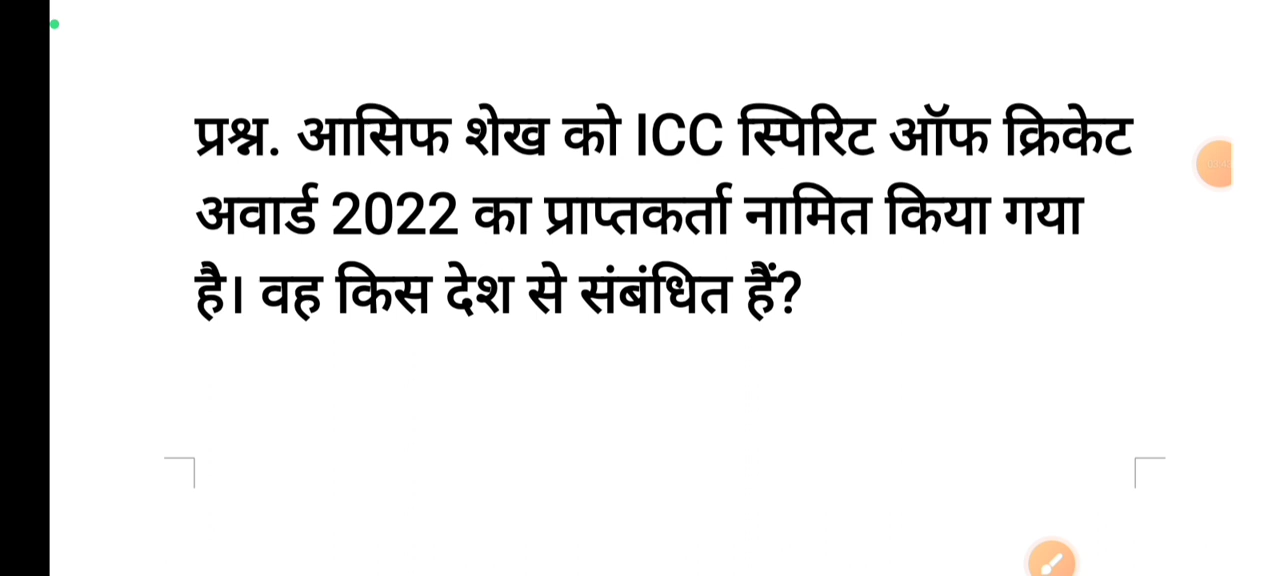 प्रश्न. आसिफ शेख को ICC स्पिरिट ऑफ क्रिकेट
अवार्ड 2022 का प्राप्तकर्ता नामित किया गया
है। वह किस देश से संबंधित हैं?